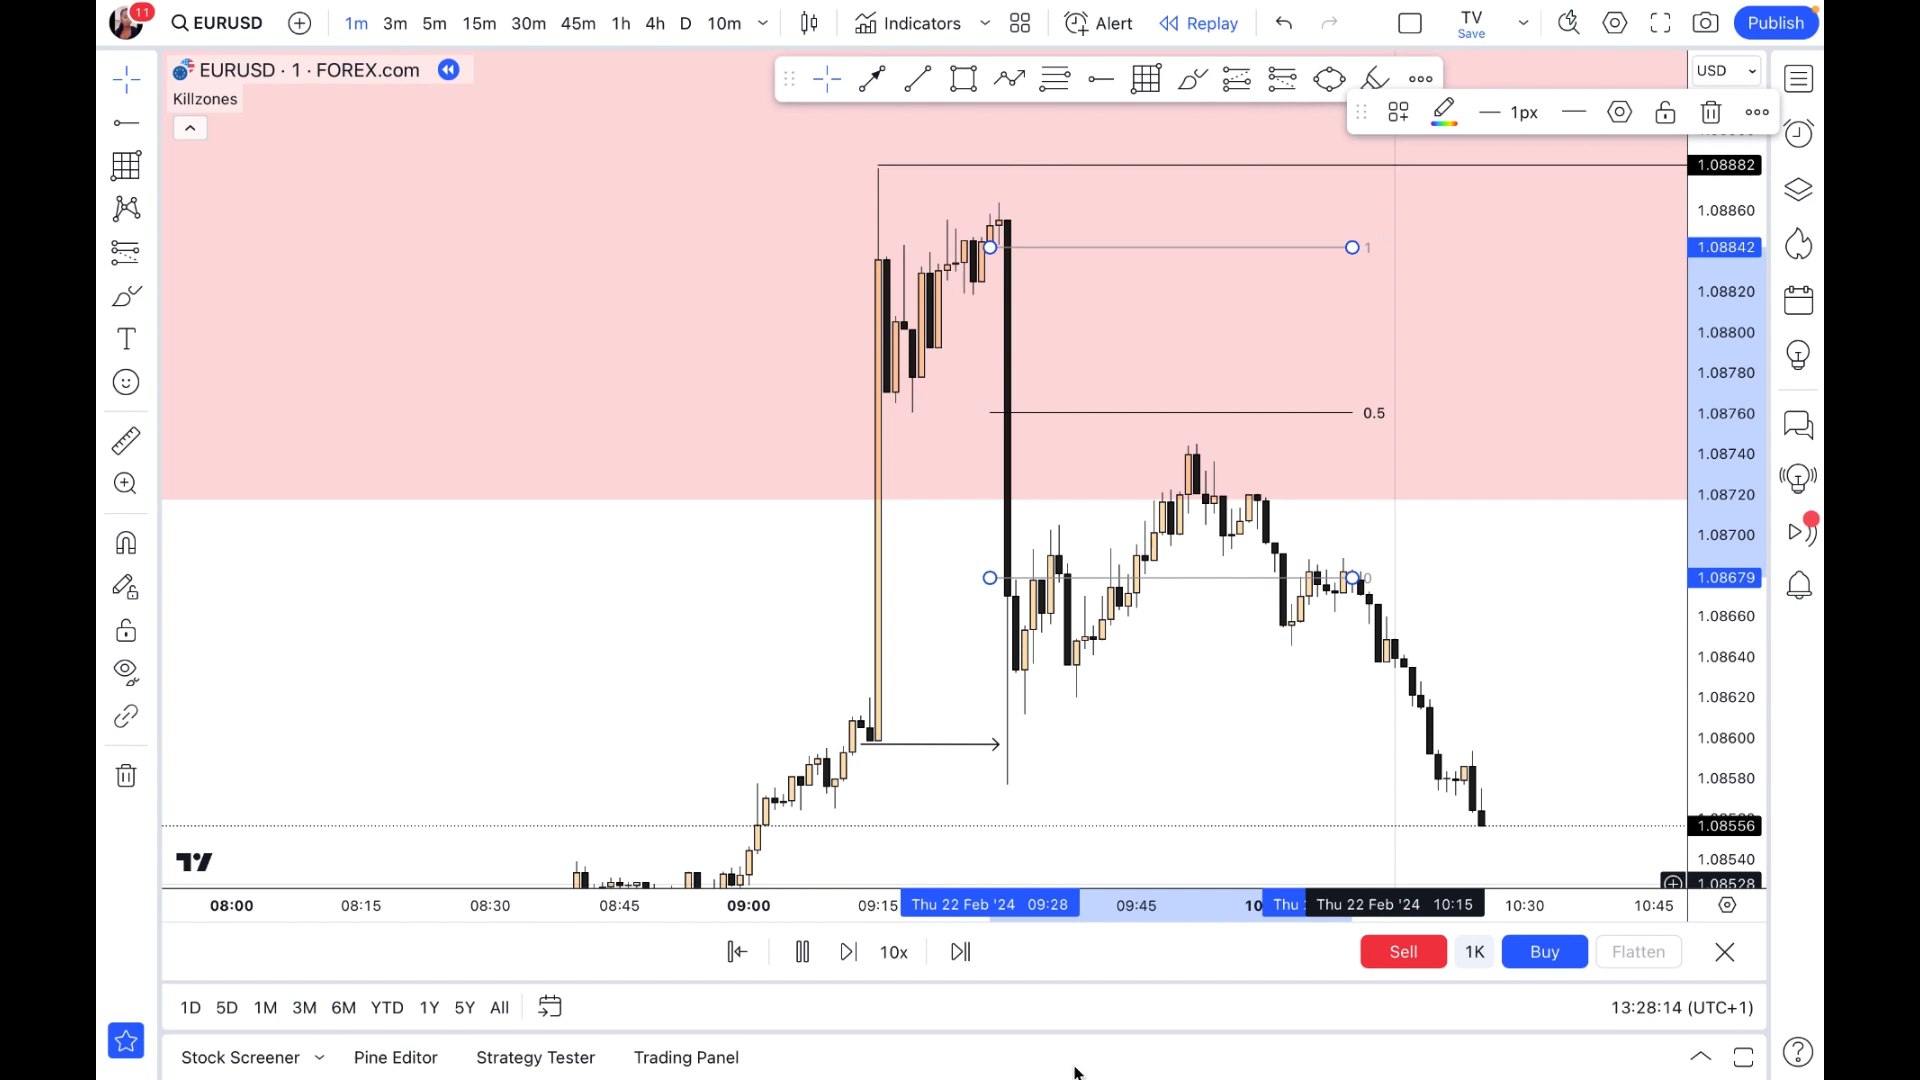 11
EURUSD
1m 3m 5m 15m 30m 45m 1h 4h D 10m
Indicators
Alert
Replay
TV
Save
Publish
EURUSD · 1 · FOREX.com
Killzones
USD
1px
1.08882
1.08860
1.08842
1.08820
1.08800
1.08780
1.08760
1.08740
1.08720
1.08700
1.08679
1.08660
1.08640
1.08620
1.08600
1.08580
1.08556
1.08540
1.08528
1
0.5
0
08:00 08:15 08:30 08:45 09:00 09:15 Thu 22 Feb '24 09:28 09:45 10 Thu Thu 22 Feb '24 10:15 10:30 10:45
10x
Sell 1K Buy Flatten
1D 5D 1M 3M 6M YTD 1Y 5Y All
13:28:14 (UTC+1)
Stock Screener Pine Editor Strategy Tester Trading Panel